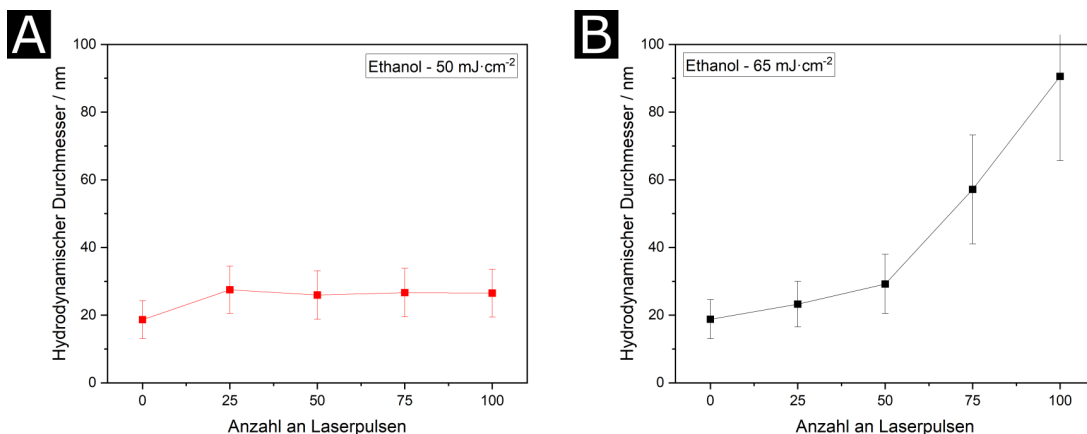 A
Hydrodynamischer Durchmesser / nm
100
80
60
40
20
0
Ethanol - 50 mJ·cm⁻²
0 25 50 75 100
Anzahl an Laserpulsen
B
Hydrodynamischer Durchmesser / nm
100
80
60
40
20
0
Ethanol - 65 mJ·cm⁻²
0 25 50 75 100
Anzahl an Laserpulsen